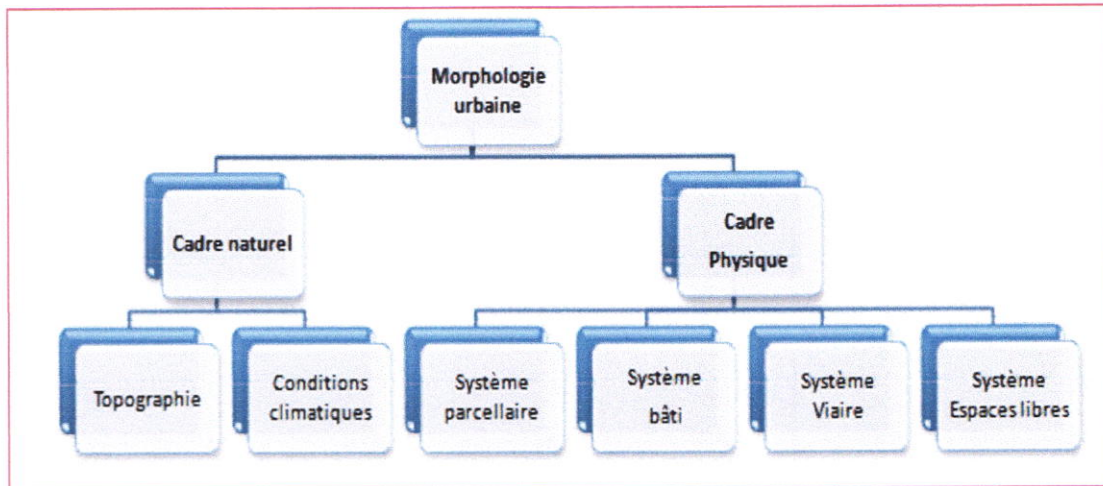 Morphologie
urbaine
Cadre naturel
Cadre
Physique
Topographie
Conditions
climatiques
Système
parcellaire
Système
bâti
Système
Viaire
Système
Espaces libres